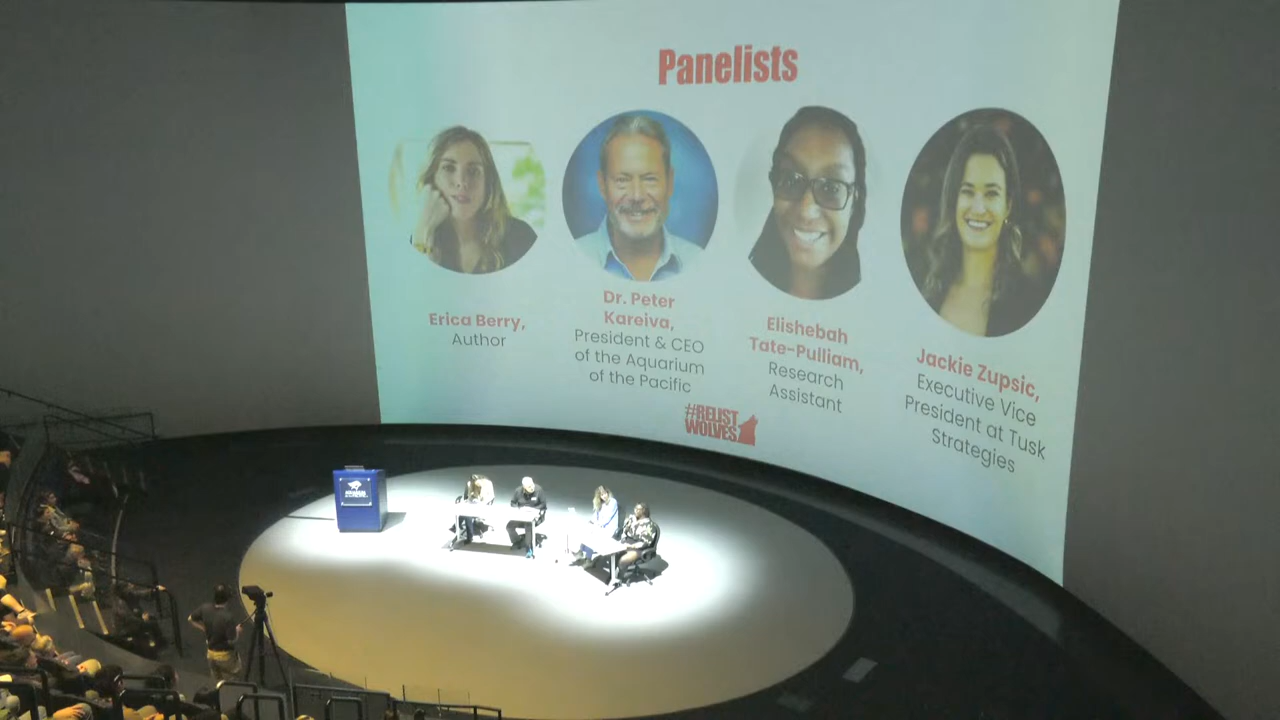 Panelists
Erica Berry,
Author
Dr. Peter
Kareiva,
President & CEO
of the Aquarium
of the Pacific
Elishebah
Tate-Pulliam,
Research
Assistant
Jackie Zupsic,
Executive Vice
President at Tusk
Strategies
#RELIST
WOLVES